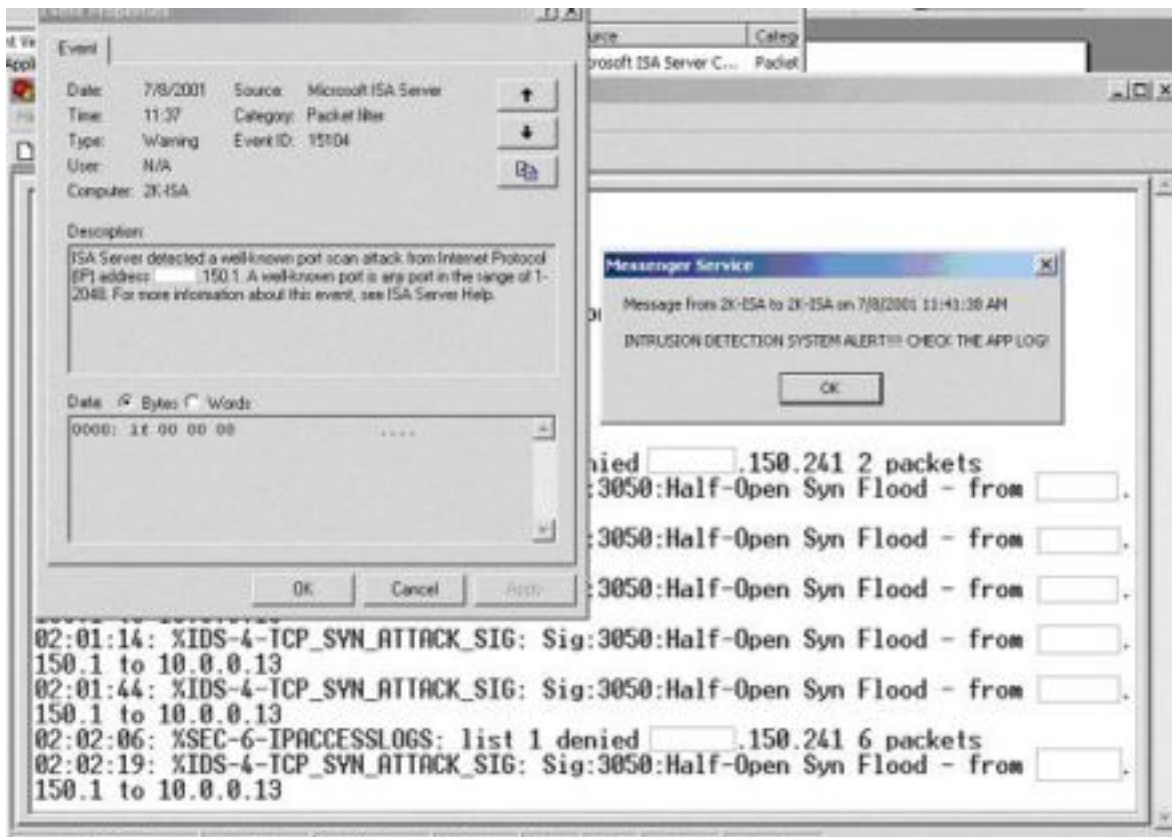 Event
Date: 7/8/2001 Source: Microsoft ISA Server
Time: 11:37 Category: Packet filter
Type: Warning Event ID: 15104
User: N/A
Computer: 2K-ISA
Description:
ISA Server detected a well-known port scan attack from Internet Protocol
(IP) address .150.1. A well-known port is any port in the range of 1-
2048. For more information about this event, see ISA Server Help.
Data: Bytes Words
0000: 1f 00 00 00 ....
OK Cancel Apply
Categ
rosoft ISA Server C... Packet
Messenger Service
Message from 2K-ISA to 2K-ISA on 7/8/2001 11:41:38 AM
INTRUSION DETECTION SYSTEM ALERT!!!! CHECK THE APP LOG!
OK
nied .150.241 2 packets
:3050:Half-Open Syn Flood - from .
:3050:Half-Open Syn Flood - from .
:3050:Half-Open Syn Flood - from .
02:01:14: %IDS-4-TCP_SYN_ATTACK_SIG: Sig:3050:Half-Open Syn Flood - from .
150.1 to 10.0.0.13
02:01:44: %IDS-4-TCP_SYN_ATTACK_SIG: Sig:3050:Half-Open Syn Flood - from .
150.1 to 10.0.0.13
02:02:06: %SEC-6-IPACCESSLOGS: list 1 denied .150.241 6 packets
02:02:19: %IDS-4-TCP_SYN_ATTACK_SIG: Sig:3050:Half-Open Syn Flood - from .
150.1 to 10.0.0.13